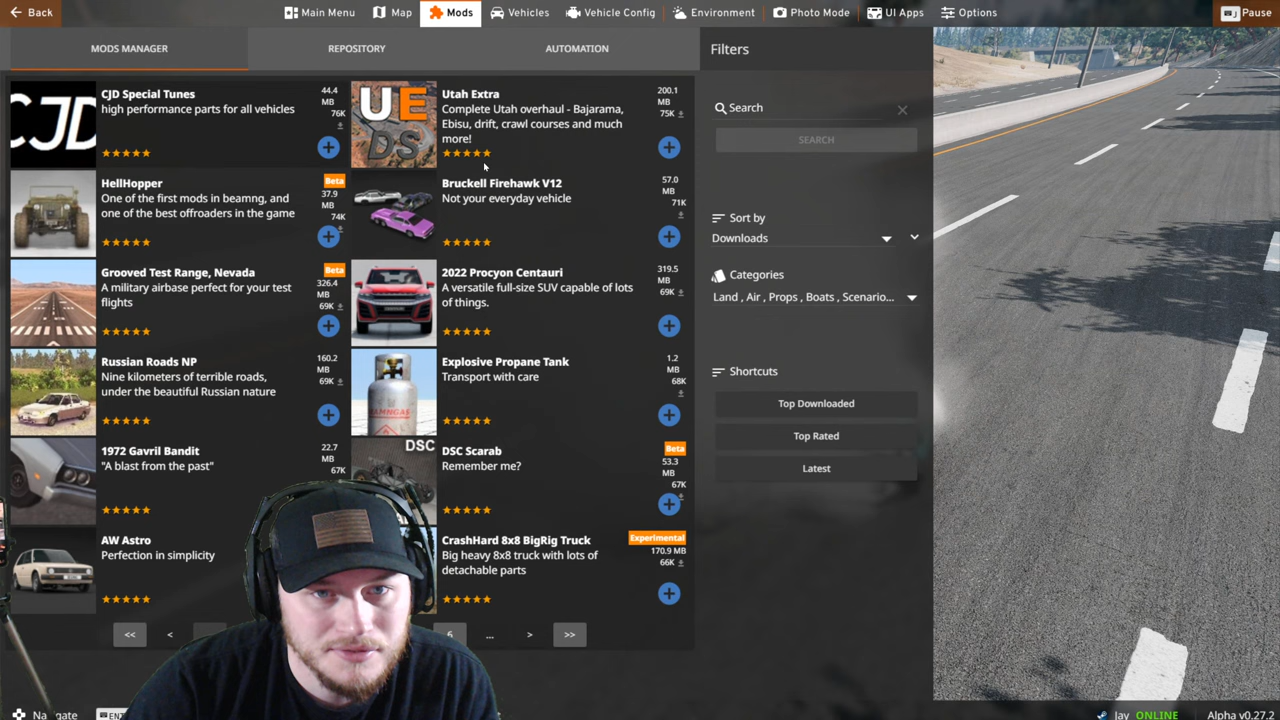 Back
Main Menu
Map
Mods
Vehicles
Vehicle Config
Environment
Photo Mode
UI Apps
Options
Pause
MODS MANAGER
REPOSITORY
AUTOMATION
Filters
CJD
CJD Special Tunes
high performance parts for all vehicles
44.4
MB
76K
UE
DS
Utah Extra
Complete Utah overhaul - Bajarama,
Ebisu, drift, crawl courses and much
more!
200.1
MB
75K
HellHopper
One of the first mods in beamng, and
one of the best offroaders in the game
Beta
37.9
MB
74K
Bruckell Firehawk V12
Not your everyday vehicle
57.0
MB
71K
Grooved Test Range, Nevada
A military airbase perfect for your test
flights
Beta
326.4
MB
69K
2022 Procyon Centauri
A versatile full-size SUV capable of lots
of things.
319.5
MB
69K
Russian Roads NP
Nine kilometers of terrible roads,
under the beautiful Russian nature
160.2
MB
69K
Explosive Propane Tank
Transport with care
1.2
MB
68K
1972 Gavril Bandit
"A blast from the past"
22.7
MB
67K
DSC
DSC Scarab
Remember me?
Beta
53.3
MB
67K
AW Astro
Perfection in simplicity
CrashHard 8x8 BigRig Truck
Big heavy 8x8 truck with lots of
detachable parts
Experimental
170.9 MB
66K
<<
<
6
...
>
>>
Search
SEARCH
Sort by
Downloads
Categories
Land , Air , Props , Boats , Scenario...
Shortcuts
Top Downloaded
Top Rated
Latest
Jay ONLINE
Alpha v0.27.2